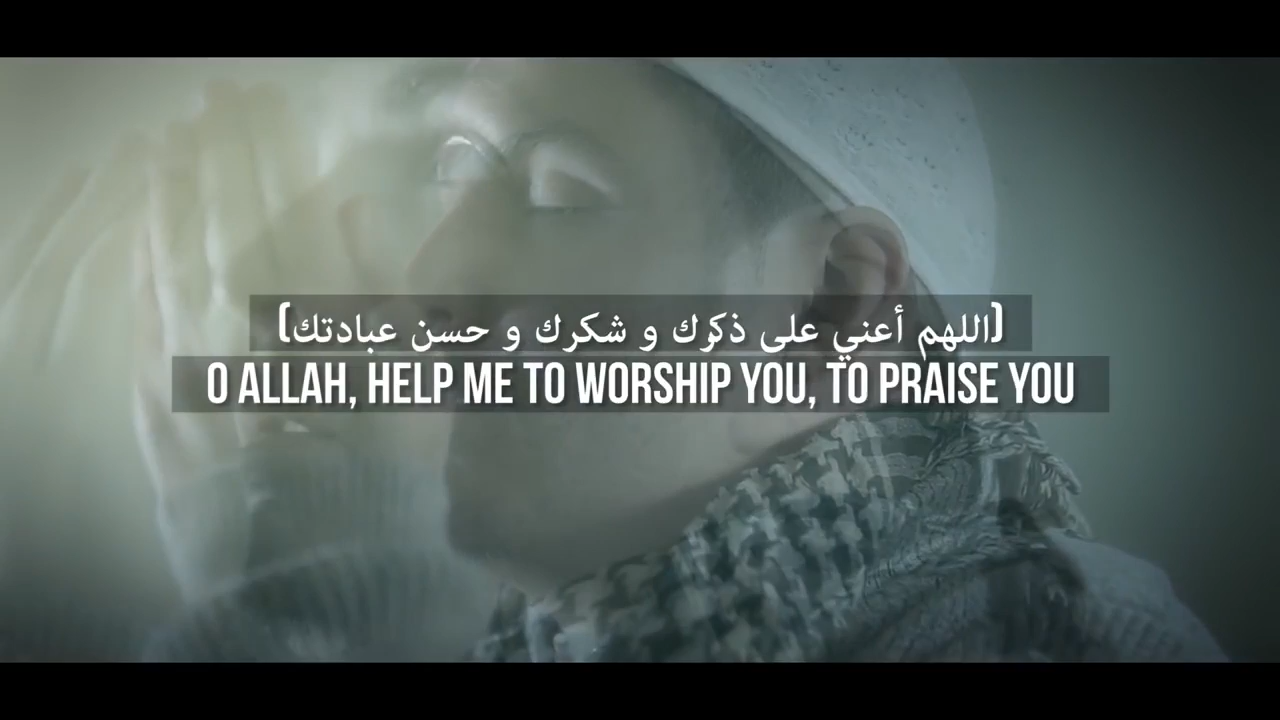 (اللهم أعني على ذكرك و شكرك و حسن عبادتك)
O ALLAH, HELP ME TO WORSHIP YOU, TO PRAISE YOU